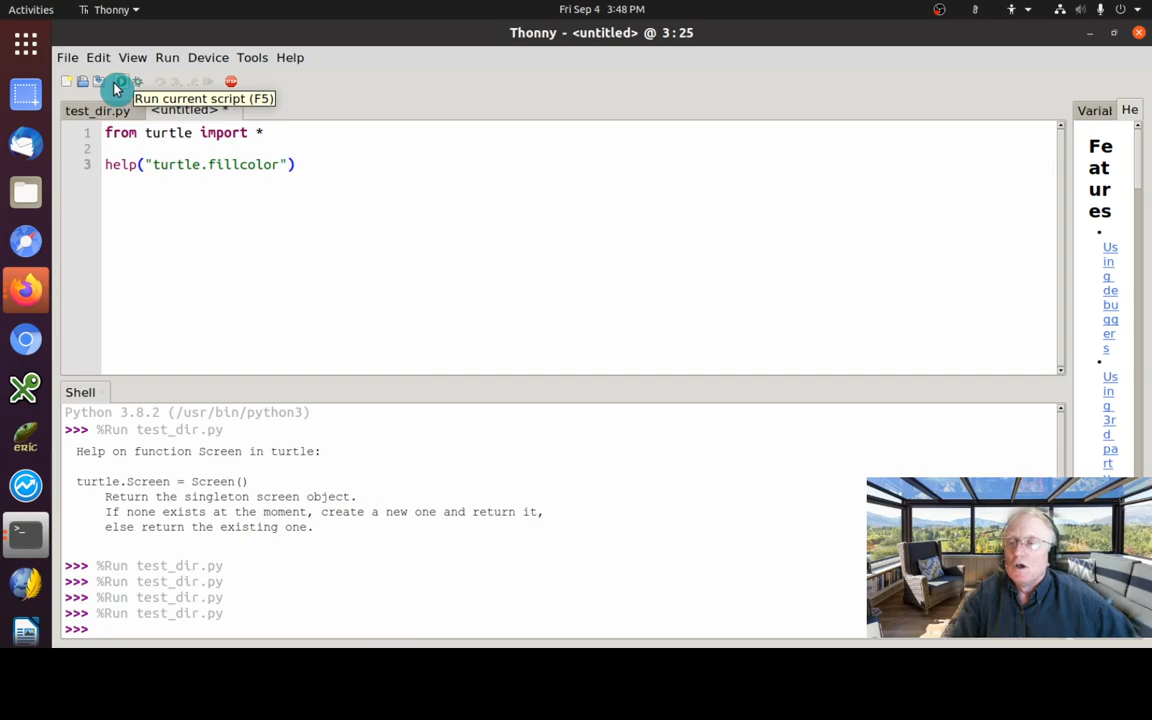 Activities Thonny Fri Sep 4 3:48 PM
Thonny - <untitled> @ 3:25
File Edit View Run Device Tools Help
STOP
Run current script (F5)
test_dir.py <untitled> *
Varial He
1 from turtle import *
2
3 help("turtle.fillcolor")
Fe
at
ur
es
Us
in
g
de
bu
gg
er
s
Us
in
g
3r
d
pa
rt
Shell
Python 3.8.2 (/usr/bin/python3)
>>> %Run test_dir.py
Help on function Screen in turtle:
turtle.Screen = Screen()
Return the singleton screen object.
If none exists at the moment, create a new one and return it,
else return the existing one.
>>> %Run test_dir.py
>>> %Run test_dir.py
>>> %Run test_dir.py
>>> %Run test_dir.py
>>>
eric
>_